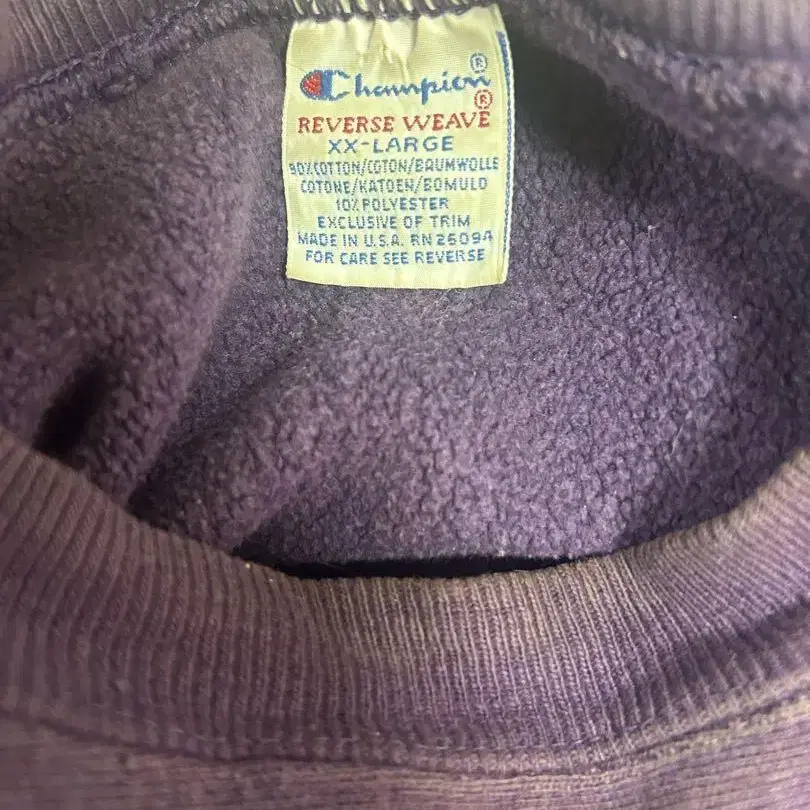 Champion®
REVERSE WEAVE®
XX-LARGE
90% COTTON/COTON/BAUMWOLLE
COTONE/KATOEN/BOMULD
10% POLYESTER
EXCLUSIVE OF TRIM
MADE IN U.S.A. RN26094
FOR CARE SEE REVERSE